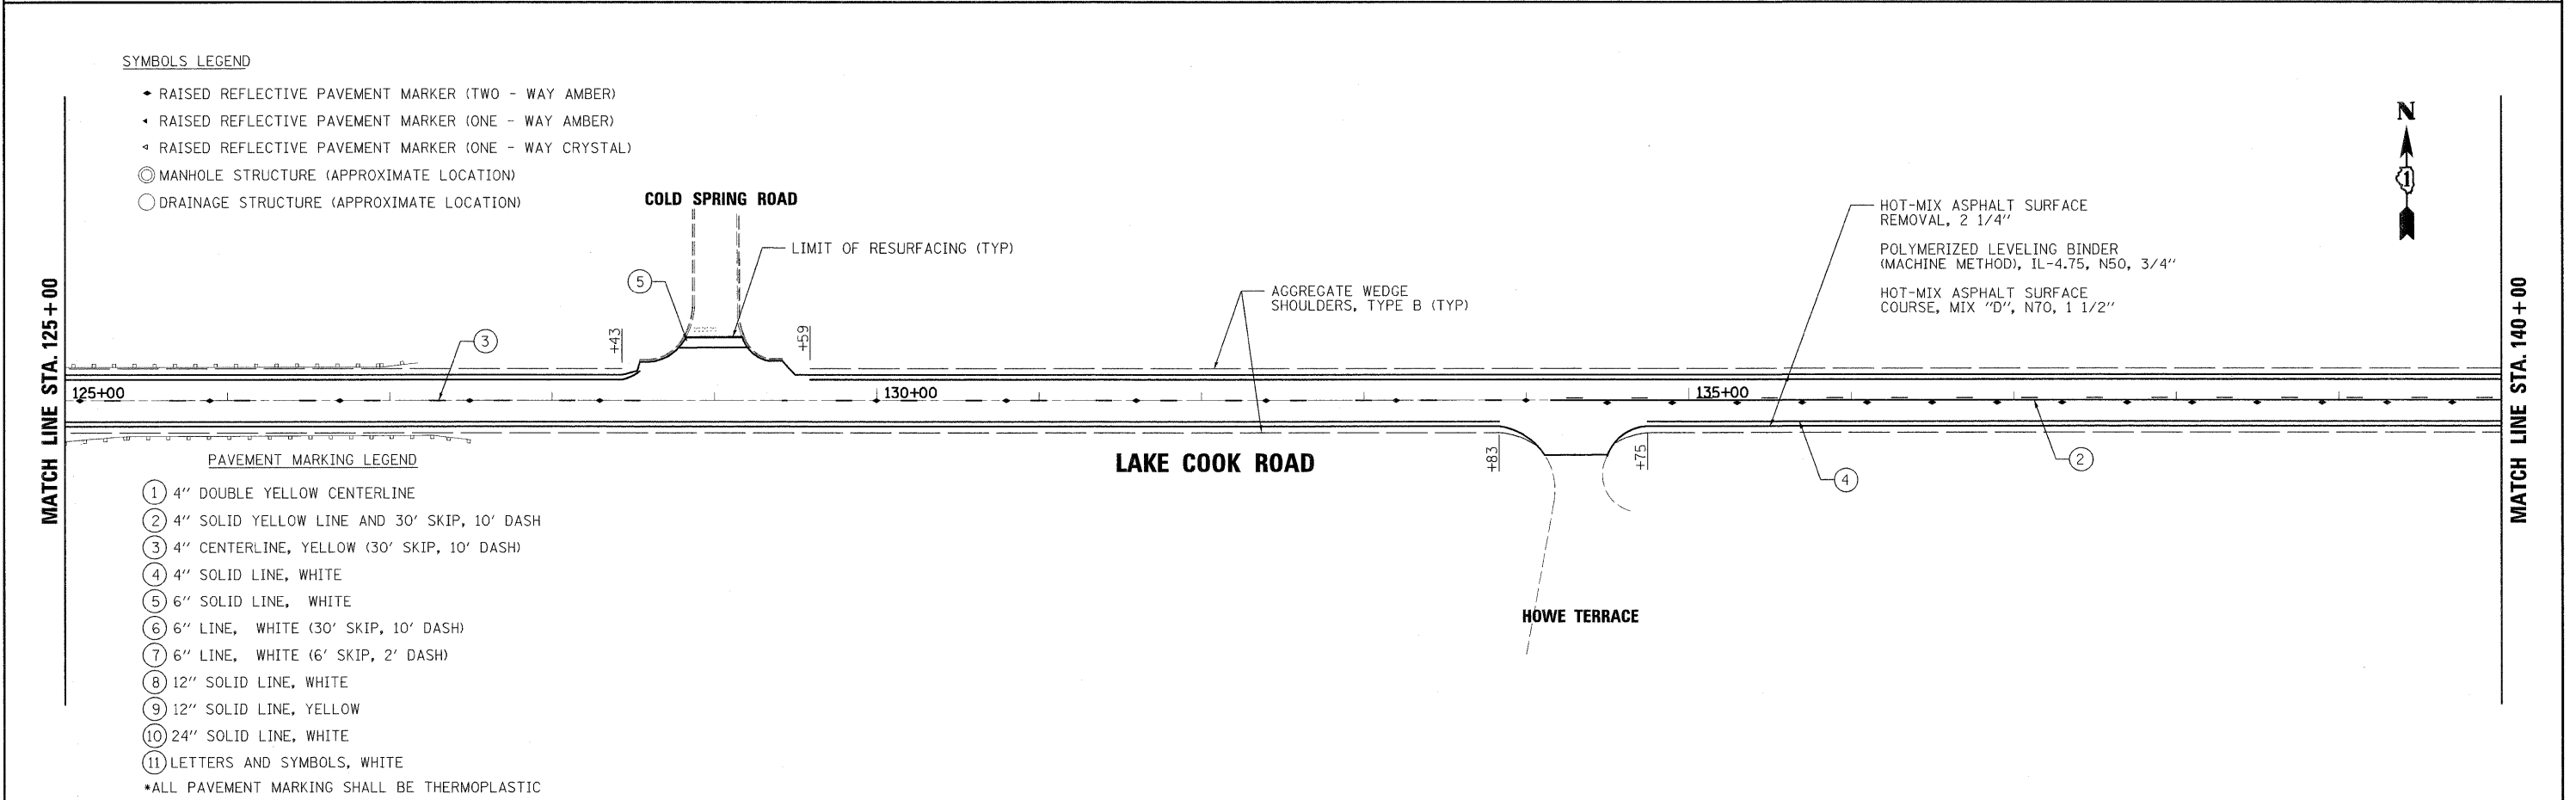 SYMBOLS LEGEND
RAISED REFLECTIVE PAVEMENT MARKER (TWO - WAY AMBER)
RAISED REFLECTIVE PAVEMENT MARKER (ONE - WAY AMBER)
RAISED REFLECTIVE PAVEMENT MARKER (ONE - WAY CRYSTAL)
MANHOLE STRUCTURE (APPROXIMATE LOCATION)
DRAINAGE STRUCTURE (APPROXIMATE LOCATION)
COLD SPRING ROAD
LIMIT OF RESURFACING (TYP)
5
AGGREGATE WEDGE
SHOULDERS, TYPE B (TYP)
HOT-MIX ASPHALT SURFACE
REMOVAL, 2 1/4"
POLYMERIZED LEVELING BINDER
(MACHINE METHOD), IL-4.75, N50, 3/4"
HOT-MIX ASPHALT SURFACE
COURSE, MIX "D", N70, 1 1/2"
N
1
MATCH LINE STA. 125+00
MATCH LINE STA. 140+00
3
+43
+59
125+00
130+00
135+00
+83
+75
2
4
LAKE COOK ROAD
HOWE TERRACE
PAVEMENT MARKING LEGEND
1 4" DOUBLE YELLOW CENTERLINE
2 4" SOLID YELLOW LINE AND 30' SKIP, 10' DASH
3 4" CENTERLINE, YELLOW (30' SKIP, 10' DASH)
4 4" SOLID LINE, WHITE
5 6" SOLID LINE, WHITE
6 6" LINE, WHITE (30' SKIP, 10' DASH)
7 6" LINE, WHITE (6' SKIP, 2' DASH)
8 12" SOLID LINE, WHITE
9 12" SOLID LINE, YELLOW
10 24" SOLID LINE, WHITE
11 LETTERS AND SYMBOLS, WHITE
*ALL PAVEMENT MARKING SHALL BE THERMOPLASTIC